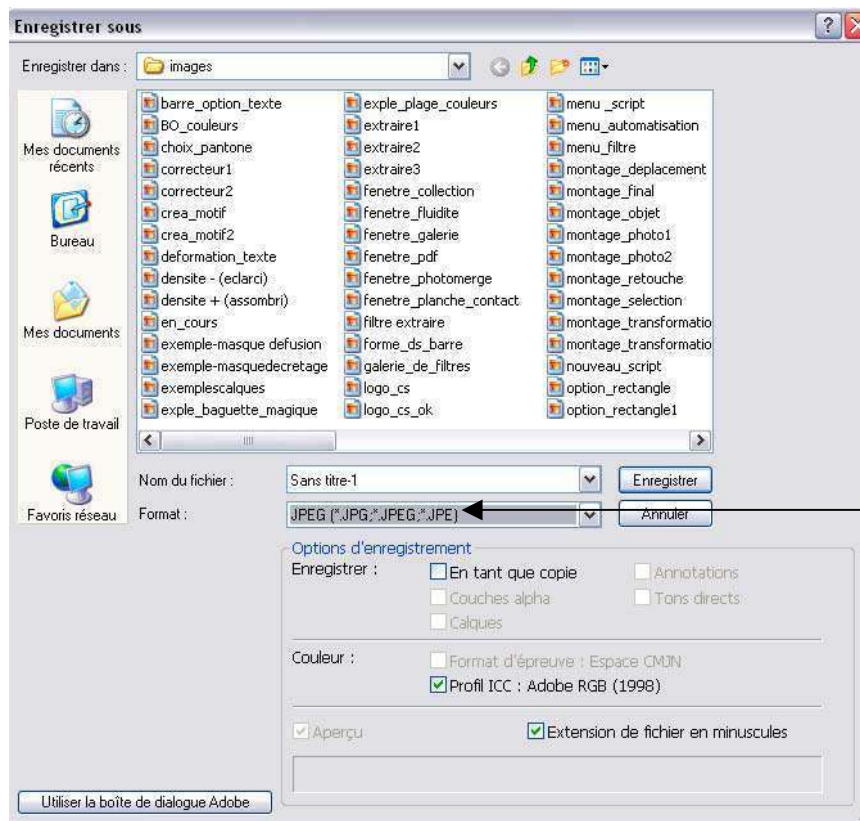 Enregistrer sous
Enregistrer dans : images
Mes documents récents
Bureau
Mes documents
Poste de travail
Favoris réseau
barre_option_texte
BO_couleurs
choix_pantone
correcteur1
correcteur2
crea_motif
crea_motif2
deformation_texte
densite - (eclarci)
densite + (assombri)
en_cours
exemple-masque defusion
exemple-masquedecretage
exemplescalques
exple_baguette_magique
exple_plage_couleurs
extraire1
extraire2
extraire3
fenetre_collection
fenetre_fluidite
fenetre_galerie
fenetre_pdf
fenetre_photomerge
fenetre_planche_contact
filtre extraire
forme_ds_barre
galerie_de_filtres
logo_cs
logo_cs_ok
menu _script
menu_automatisation
menu_filtre
montage_deplacement
montage_final
montage_objet
montage_photo1
montage_photo2
montage_retouche
montage_selection
montage_transformatio
montage_transformatio
nouveau_script
option_rectangle
option_rectangle1
Nom du fichier : Sans titre-1 Enregistrer
Format : JPEG (*.JPG;*.JPEG;*.JPE) Annuler
Options d'enregistrement
Enregistrer : En tant que copie Annotations
Couches alpha Tons directs
Calques
Couleur : Format d'épreuve : Espace CMJN
Profil ICC : Adobe RGB (1998)
Aperçu Extension de fichier en minuscules
Utiliser la boîte de dialogue Adobe